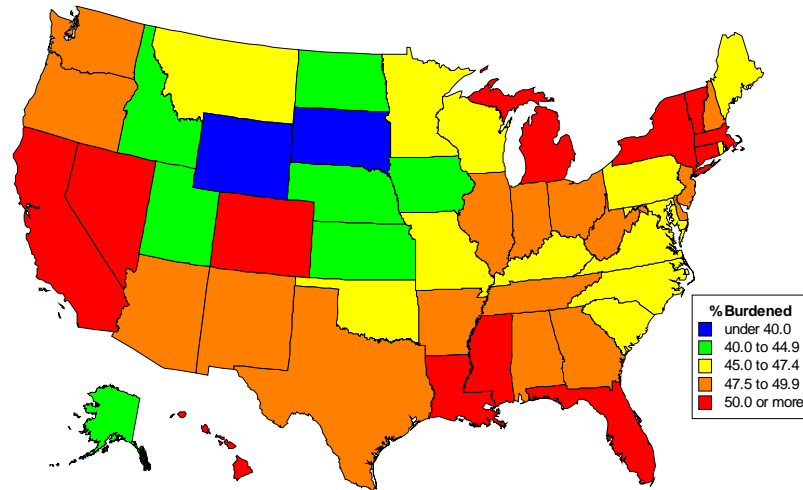 % Burdened
under 40.0
40.0 to 44.9
45.0 to 47.4
47.5 to 49.9
50.0 or more